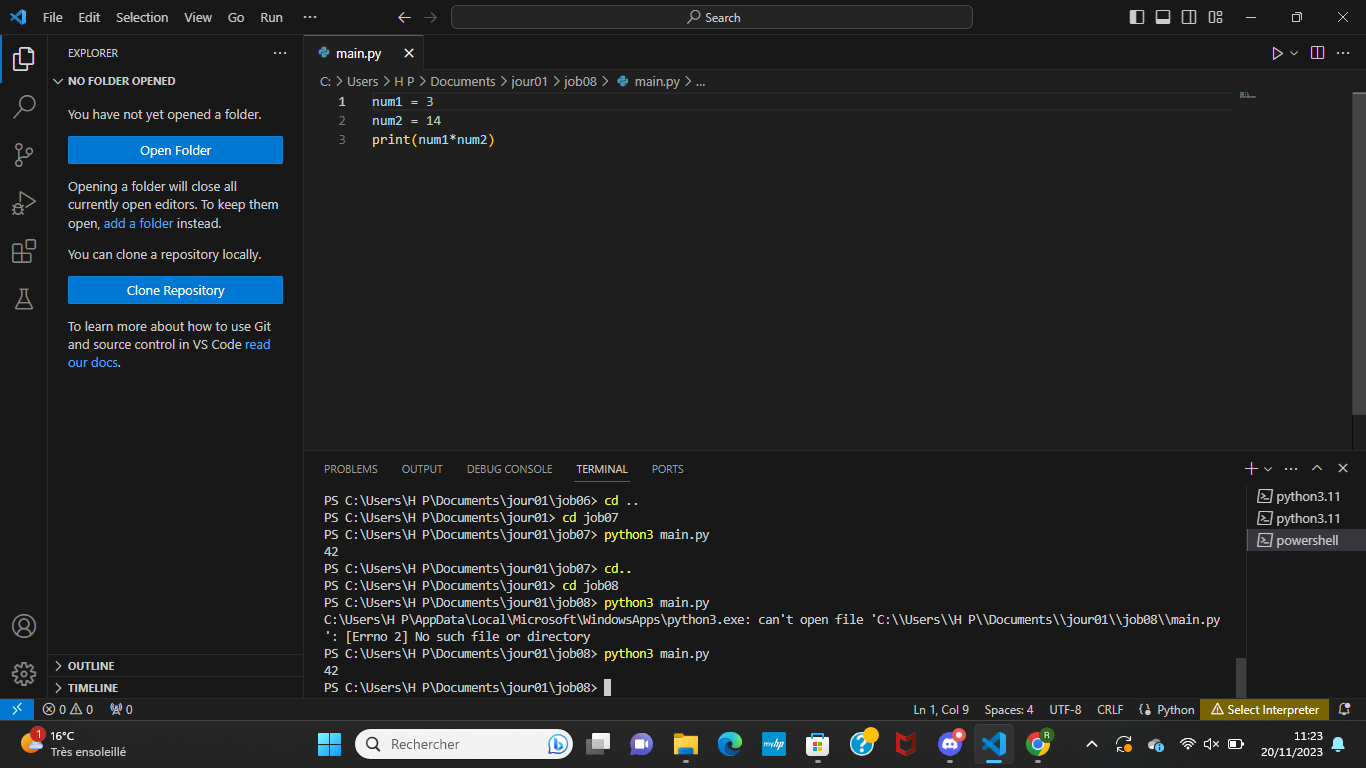 File Edit Selection View Go Run ··· Search
EXPLORER ···
NO FOLDER OPENED
You have not yet opened a folder.
Open Folder
Opening a folder will close all
currently open editors. To keep them
open, add a folder instead.
You can clone a repository locally.
Clone Repository
To learn more about how to use Git
and source control in VS Code read
our docs.
OUTLINE
TIMELINE
main.py
C: > Users > H P > Documents > jour01 > job08 > main.py > ...
1 num1 = 3
2 num2 = 14
3 print(num1*num2)
PROBLEMS OUTPUT DEBUG CONSOLE TERMINAL PORTS
PS C:\Users\H P\Documents\jour01\job06> cd ..
PS C:\Users\H P\Documents\jour01> cd job07
PS C:\Users\H P\Documents\jour01\job07> python3 main.py
42
PS C:\Users\H P\Documents\jour01\job07> cd..
PS C:\Users\H P\Documents\jour01> cd job08
PS C:\Users\H P\Documents\jour01\job08> python3 main.py
C:\Users\H P\AppData\Local\Microsoft\WindowsApps\python3.exe: can't open file 'C:\\Users\\H P\\Documents\\jour01\\job08\\main.py
': [Errno 2] No such file or directory
PS C:\Users\H P\Documents\jour01\job08> python3 main.py
42
PS C:\Users\H P\Documents\jour01\job08>
python3.11
python3.11
powershell
0 0 0 Ln 1, Col 9 Spaces: 4 UTF-8 CRLF Python Select Interpreter
1
16°C
Très ensoleillé
Rechercher
myhp
R
11:23
20/11/2023